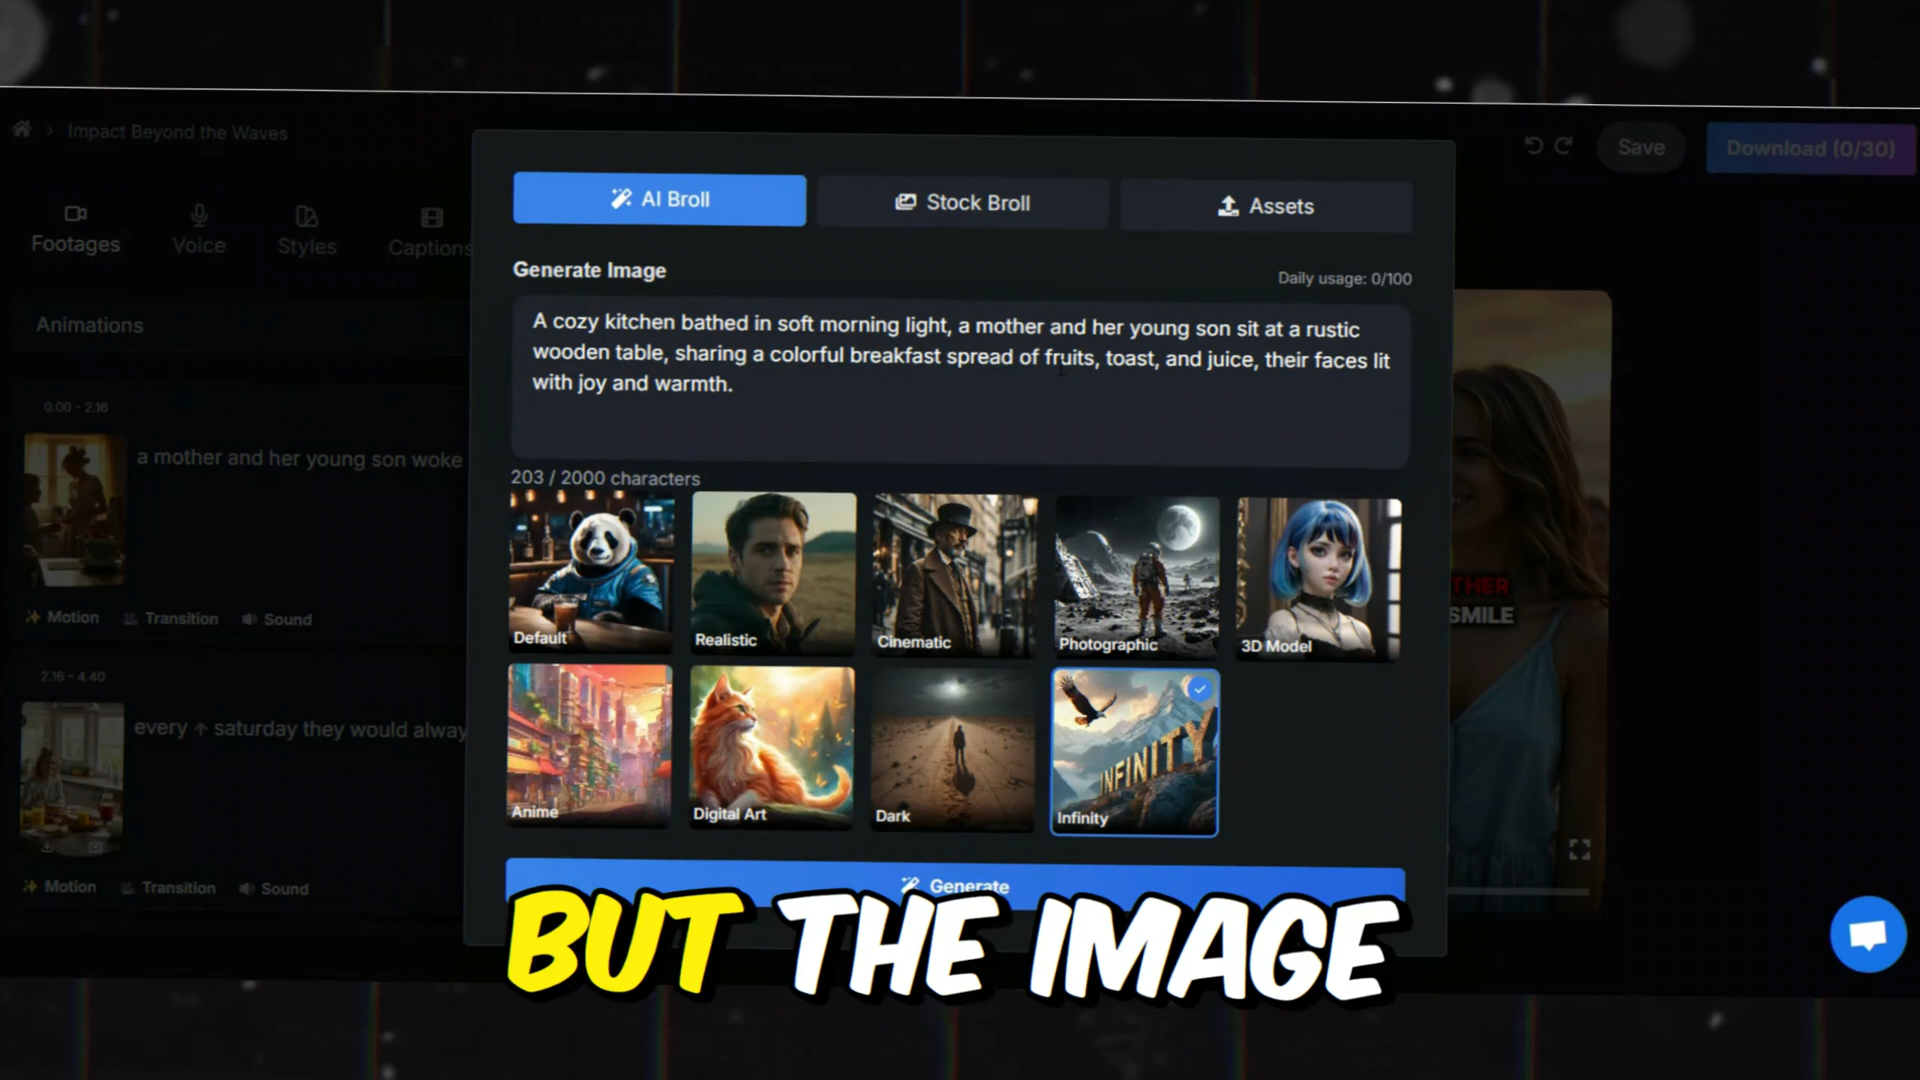 Impact Beyond the Waves
Save
Download (0/30)
Footages
Voice
Styles
Captions
Animations
0.00 - 2.16
a mother and her young son woke
Motion
Transition
Sound
2.16 - 4.40
every ↑ saturday they would alway
Motion
Transition
Sound
AI Broll
Stock Broll
Assets
Generate Image
Daily usage: 0/100
A cozy kitchen bathed in soft morning light, a mother and her young son sit at a rustic
wooden table, sharing a colorful breakfast spread of fruits, toast, and juice, their faces lit
with joy and warmth.
203 / 2000 characters
Default
Realistic
Cinematic
Photographic
3D Model
Anime
Digital Art
Dark
INFINITY
Infinity
Generate
THER
SMILE
BUT THE IMAGE